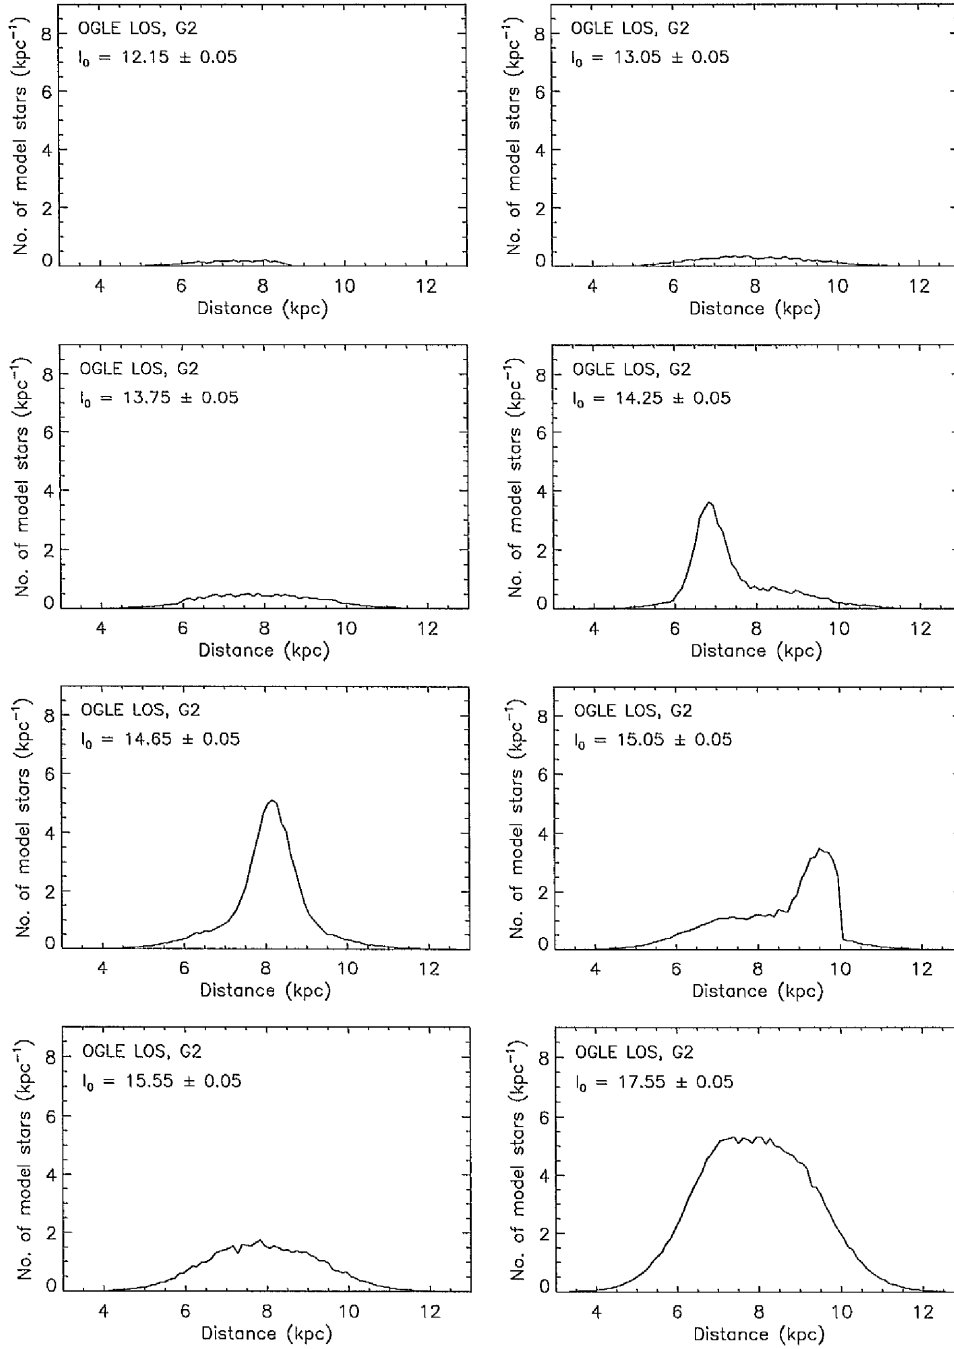 OGLE LOS, G2
I₀ = 12.15 ± 0.05
No. of model stars (kpc⁻¹)
8
6
4
2
0
4 6 8 10 12
Distance (kpc)
OGLE LOS, G2
I₀ = 13.05 ± 0.05
No. of model stars (kpc⁻¹)
8
6
4
2
0
4 6 8 10 12
Distance (kpc)
OGLE LOS, G2
I₀ = 13.75 ± 0.05
No. of model stars (kpc⁻¹)
8
6
4
2
0
4 6 8 10 12
Distance (kpc)
OGLE LOS, G2
I₀ = 14.25 ± 0.05
No. of model stars (kpc⁻¹)
8
6
4
2
0
4 6 8 10 12
Distance (kpc)
OGLE LOS, G2
I₀ = 14.65 ± 0.05
No. of model stars (kpc⁻¹)
8
6
4
2
0
4 6 8 10 12
Distance (kpc)
OGLE LOS, G2
I₀ = 15.05 ± 0.05
No. of model stars (kpc⁻¹)
8
6
4
2
0
4 6 8 10 12
Distance (kpc)
OGLE LOS, G2
I₀ = 15.55 ± 0.05
No. of model stars (kpc⁻¹)
8
6
4
2
0
4 6 8 10 12
Distance (kpc)
OGLE LOS, G2
I₀ = 17.55 ± 0.05
No. of model stars (kpc⁻¹)
8
6
4
2
0
4 6 8 10 12
Distance (kpc)